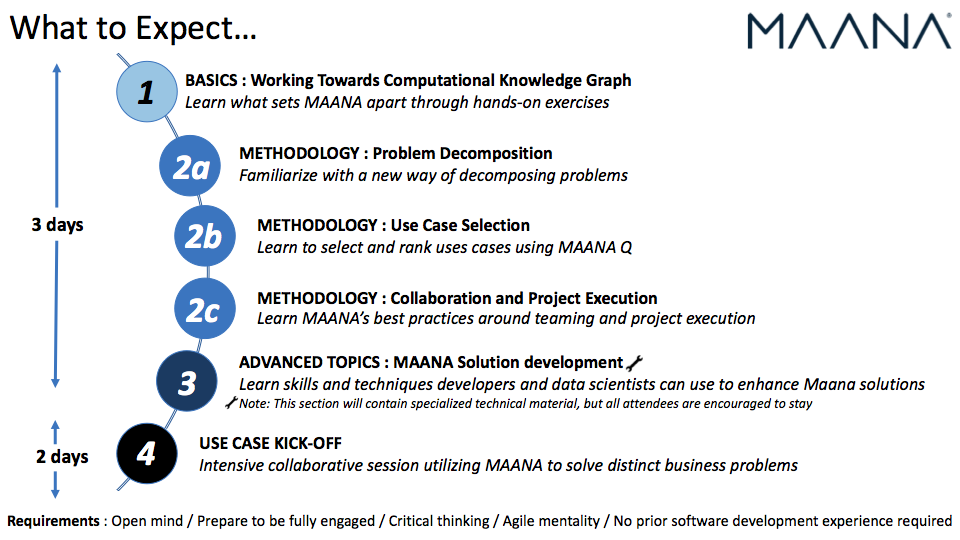 What to Expect...
MAANA®
1
BASICS : Working Towards Computational Knowledge Graph
Learn what sets MAANA apart through hands-on exercises
2a
METHODOLOGY : Problem Decomposition
Familiarize with a new way of decomposing problems
3 days
2b
METHODOLOGY : Use Case Selection
Learn to select and rank uses cases using MAANA Q
2c
METHODOLOGY : Collaboration and Project Execution
Learn MAANA's best practices around teaming and project execution
3
ADVANCED TOPICS : MAANA Solution development
Learn skills and techniques developers and data scientists can use to enhance Maana solutions
Note: This section will contain specialized technical material, but all attendees are encouraged to stay
2 days
4
USE CASE KICK-OFF
Intensive collaborative session utilizing MAANA to solve distinct business problems
Requirements : Open mind / Prepare to be fully engaged / Critical thinking / Agile mentality / No prior software development experience required